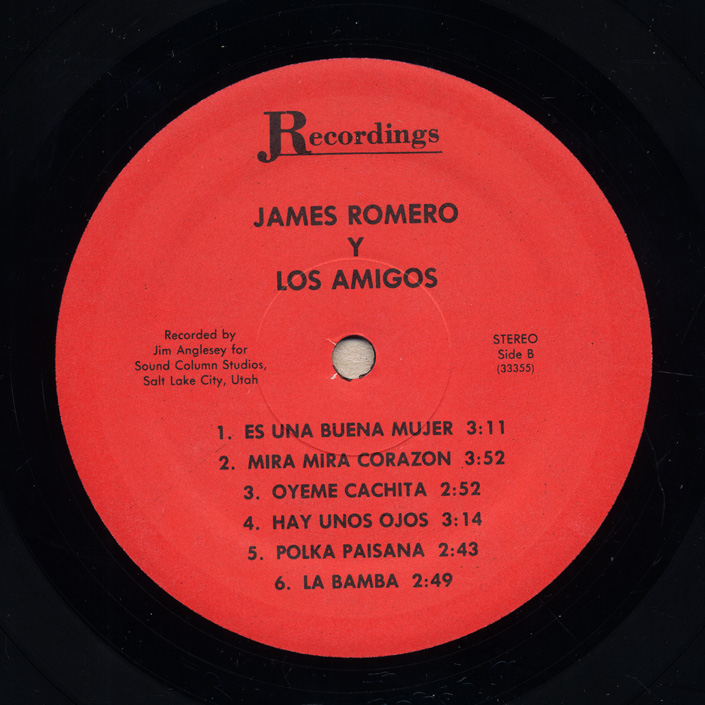 JRecordings
JAMES ROMERO
Y
LOS AMIGOS
Recorded by
Jim Anglesey for
Sound Column Studios,
Salt Lake City, Utah
STEREO
Side B
(33355)
1. ES UNA BUENA MUJER 3:11
2. MIRA MIRA CORAZON 3:52
3. OYEME CACHITA 2:52
4. HAY UNOS OJOS 3:14
5. POLKA PAISANA 2:43
6. LA BAMBA 2:49